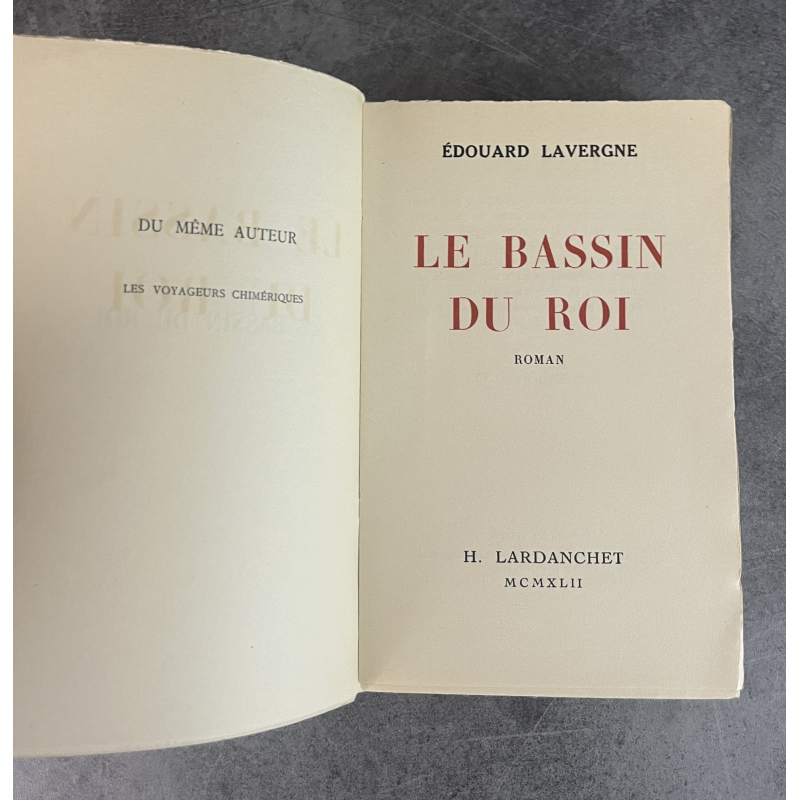 DU MÊME AUTEUR
LES VOYAGEURS CHIMÉRIQUES
ÉDOUARD LAVERGNE
LE BASSIN
DU ROI
ROMAN
H. LARDANCHET
MCMXLII